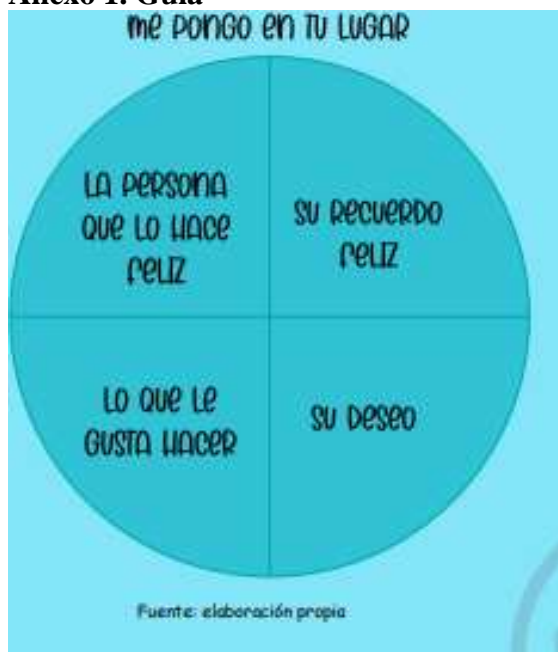 Anexo 1. Guía
me PONGO en TU LUGAR
LA PeRSONA
QUe LO HACe
FeLIZ
SU ReCUeRDO
FeLIZ
LO QUe Le
GUSTA HACeR
SU DeSeO
Fuente: elaboración propia